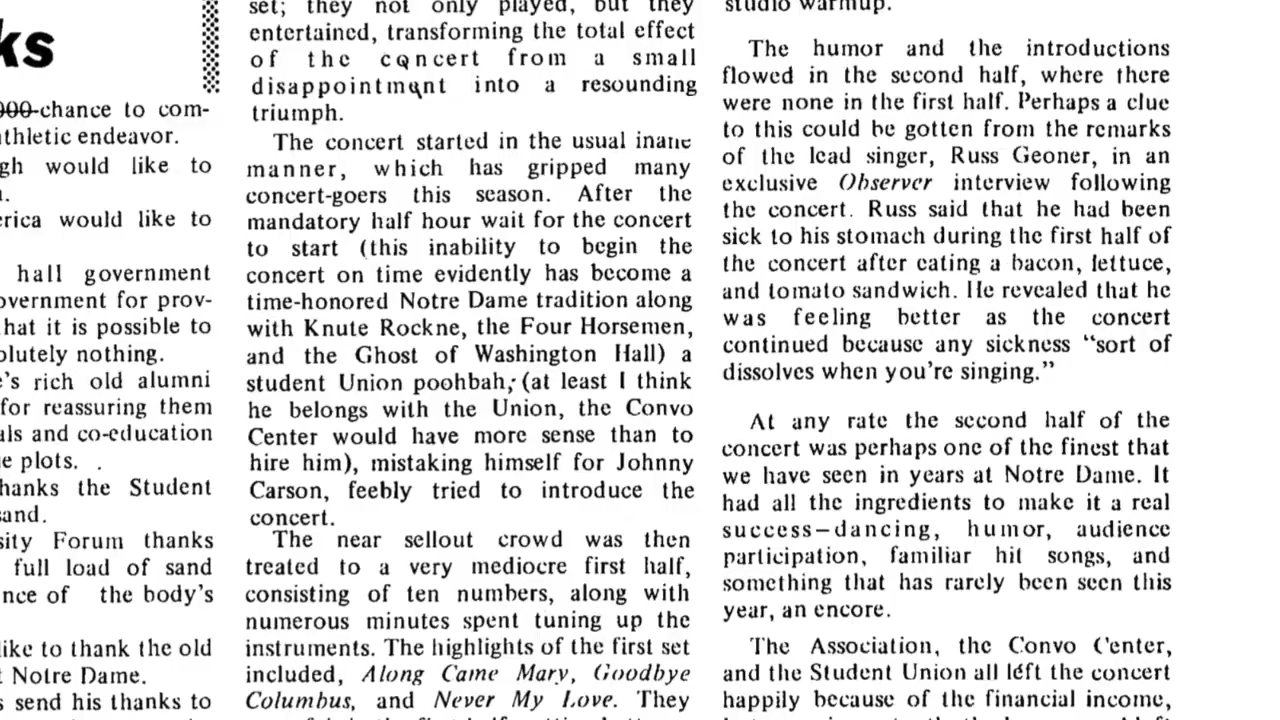 ks
000-chance to com-
thletic endeavor.
gh would like to
erica would like to
hall government
overnment for prov-
hat it is possible to
olutely nothing.
e's rich old alumni
for reassuring them
als and co-education
e plots. .
hanks the Student
sand.
sity Forum thanks
full load of sand
nce of the body's
like to thank the old
t Notre Dame.
s send his thanks to
set; they not only played, but they
entertained, transforming the total effect
of the concert from a small
disappointmqnt into a resounding
triumph.
The concert started in the usual inane
manner, which has gripped many
concert-goers this season. After the
mandatory half hour wait for the concert
to start (this inability to begin the
concert on time evidently has become a
time-honored Notre Dame tradition along
with Knute Rockne, the Four Horsemen,
and the Ghost of Washington Hall) a
student Union poohbah; (at least I think
he belongs with the Union, the Convo
Center would have more sense than to
hire him), mistaking himself for Johnny
Carson, feebly tried to introduce the
concert.
The near sellout crowd was then
treated to a very mediocre first half,
consisting of ten numbers, along with
numerous minutes spent tuning up the
instruments. The highlights of the first set
included, Along Came Mary, Goodbye
Columbus, and Never My Love. They
studio warmup.
The humor and the introductions
flowed in the second half, where there
were none in the first half. Perhaps a clue
to this could be gotten from the remarks
of the lead singer, Russ Geoner, in an
exclusive Observer interview following
the concert. Russ said that he had been
sick to his stomach during the first half of
the concert after eating a bacon, lettuce,
and tomato sandwich. He revealed that he
was feeling better as the concert
continued because any sickness “sort of
dissolves when you're singing.”
At any rate the second half of the
concert was perhaps one of the finest that
we have seen in years at Notre Dame. It
had all the ingredients to make it a real
success—dancing, humor, audience
participation, familiar hit songs, and
something that has rarely been seen this
year, an encore.
The Association, the Convo Center,
and the Student Union all left the concert
happily because of the financial income,